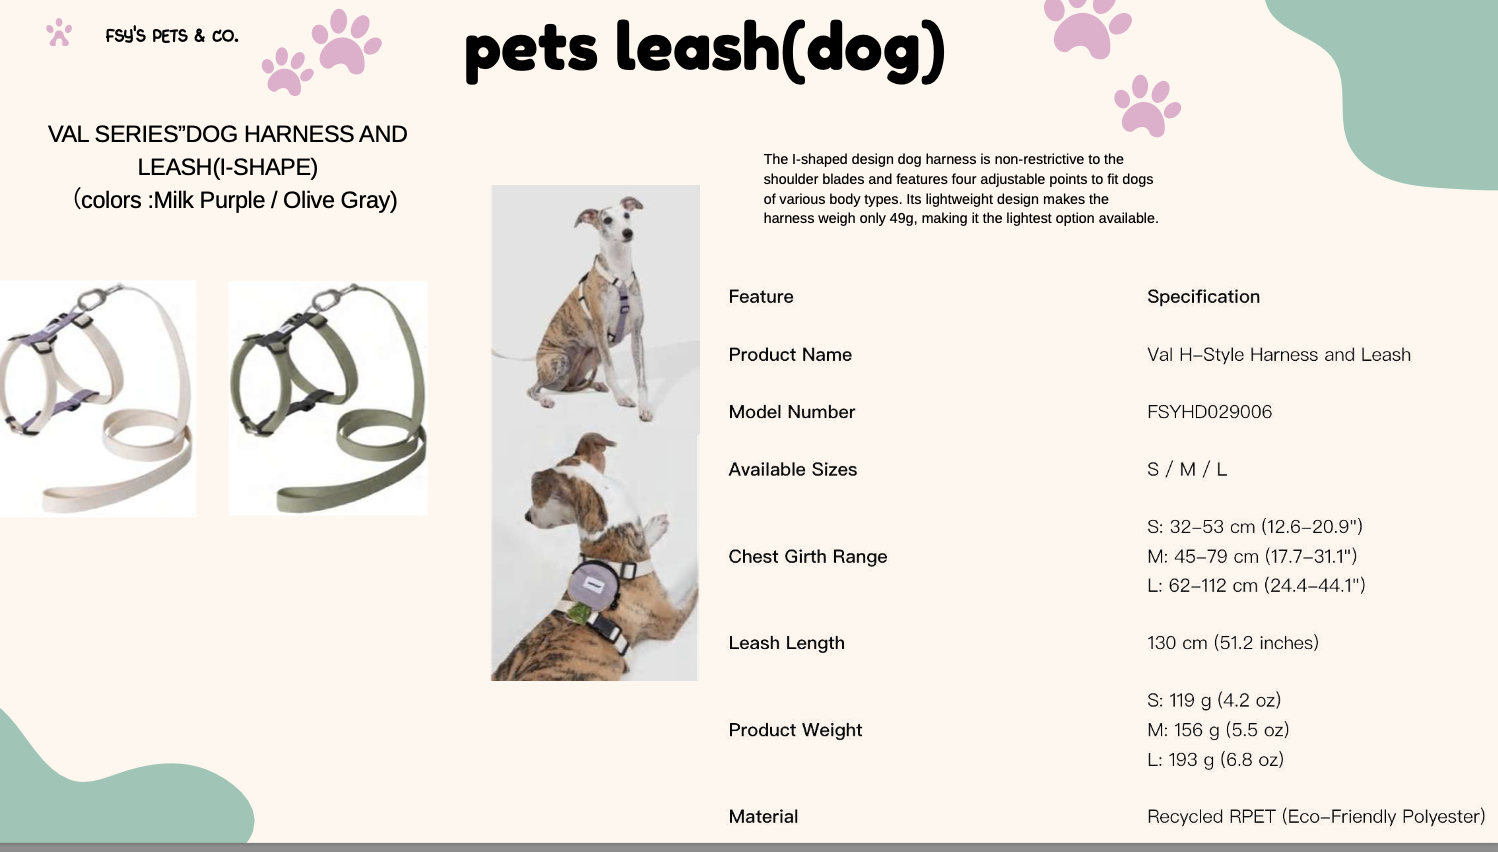 FSY'S PETS & CO.
pets leash(dog)
VAL SERIES”DOG HARNESS AND
LEASH(I-SHAPE)
（colors :Milk Purple / Olive Gray)
The I-shaped design dog harness is non-restrictive to the
shoulder blades and features four adjustable points to fit dogs
of various body types. Its lightweight design makes the
harness weigh only 49g, making it the lightest option available.
Feature Specification
Product Name Val H–Style Harness and Leash
Model Number FSYHD029006
Available Sizes S / M / L
Chest Girth Range
S: 32–53 cm (12.6–20.9")
M: 45–79 cm (17.7–31.1")
L: 62–112 cm (24.4–44.1")
Leash Length 130 cm (51.2 inches)
Product Weight
S: 119 g (4.2 oz)
M: 156 g (5.5 oz)
L: 193 g (6.8 oz)
Material Recycled RPET (Eco–Friendly Polyester)